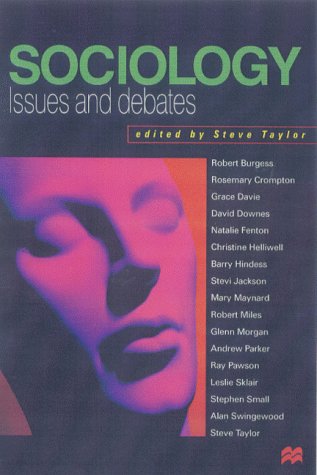 SOCIOLOGY
Issues and debates
edited by Steve Taylor
Robert Burgess
Rosemary Crompton
Grace Davie
David Downes
Natalie Fenton
Christine Helliwell
Barry Hindess
Stevi Jackson
Mary Maynard
Robert Miles
Glenn Morgan
Andrew Parker
Ray Pawson
Leslie Sklair
Stephen Small
Alan Swingewood
Steve Taylor